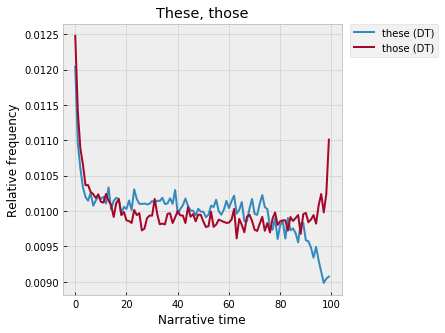 These, those
these (DT)
those (DT)
0.0125
0.0120
0.0115
0.0110
0.0105
0.0100
0.0095
0.0090
Relative frequency
0 20 40 60 80 100
Narrative time